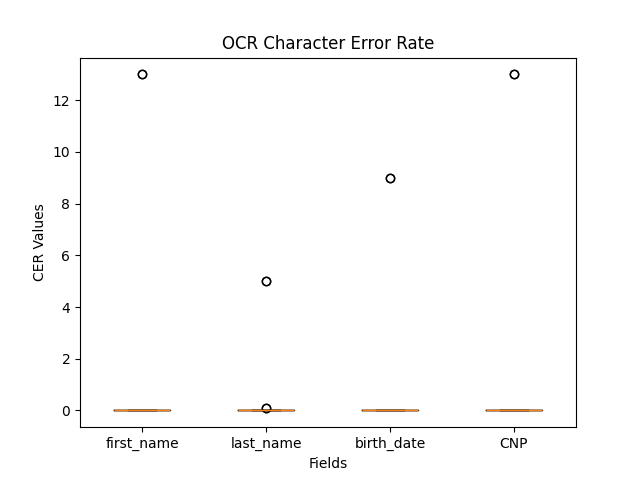 OCR Character Error Rate
12
10
8
6
4
2
0
CER Values
first_name last_name birth_date CNP
Fields